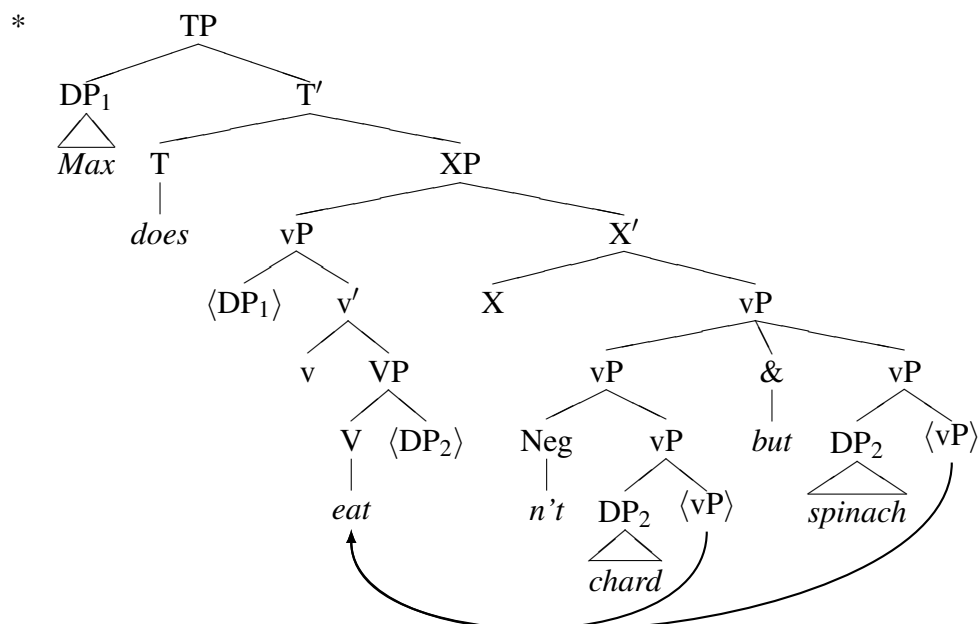 * TP
DP1 T′
Max T XP
does vP X′
⟨DP1⟩ v′ X vP
v VP vP & vP
V ⟨DP2⟩ Neg vP but DP2 ⟨vP⟩
eat n't DP2 ⟨vP⟩ spinach
chard